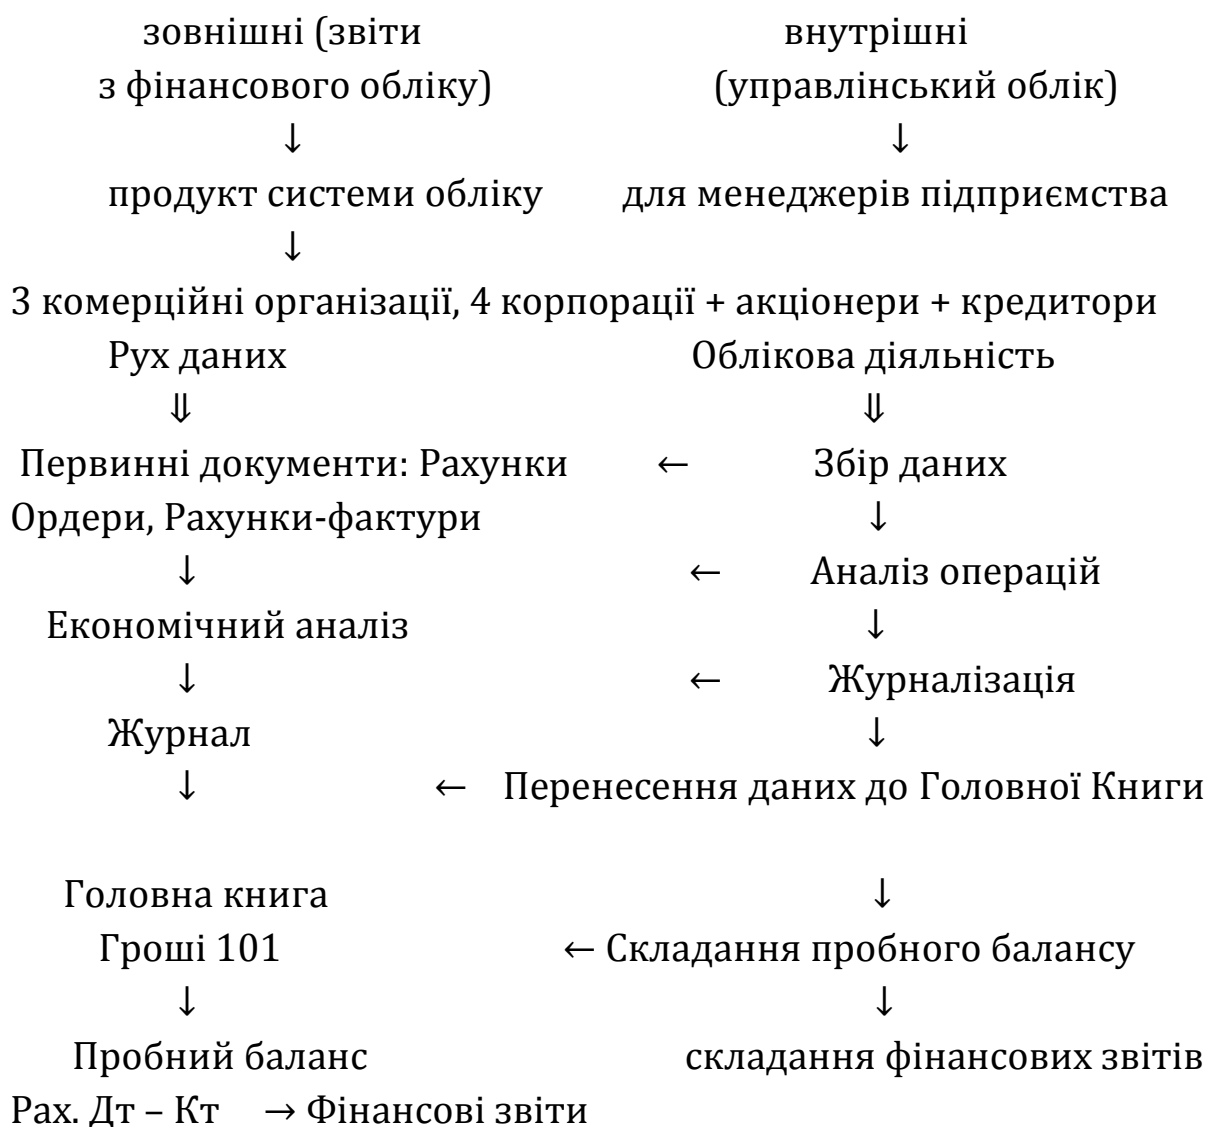 зовнішні (звіти внутрішні
з фінансового обліку) (управлінський облік)
↓ ↓
продукт системи обліку для менеджерів підприємства
↓
3 комерційні організації, 4 корпорації + акціонери + кредитори
Рух даних Облікова діяльність
⇓ ⇓
Первинні документи: Рахунки ← Збір даних
Ордери, Рахунки-фактури ↓
↓ ← Аналіз операцій
Економічний аналіз ↓
↓ ← Журналізація
Журнал ↓
↓ ← Перенесення даних до Головної Книги
Головна книга ↓
Гроші 101 ← Складання пробного балансу
↓ ↓
Пробний баланс складання фінансових звітів
Рах. Дт – Кт → Фінансові звіти